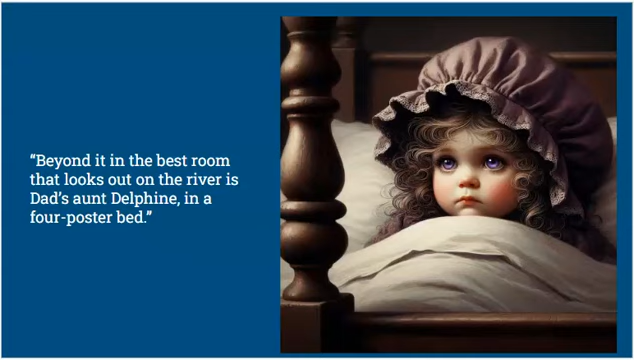 “Beyond it in the best room
that looks out on the river is
Dad’s aunt Delphine, in a
four-poster bed.”